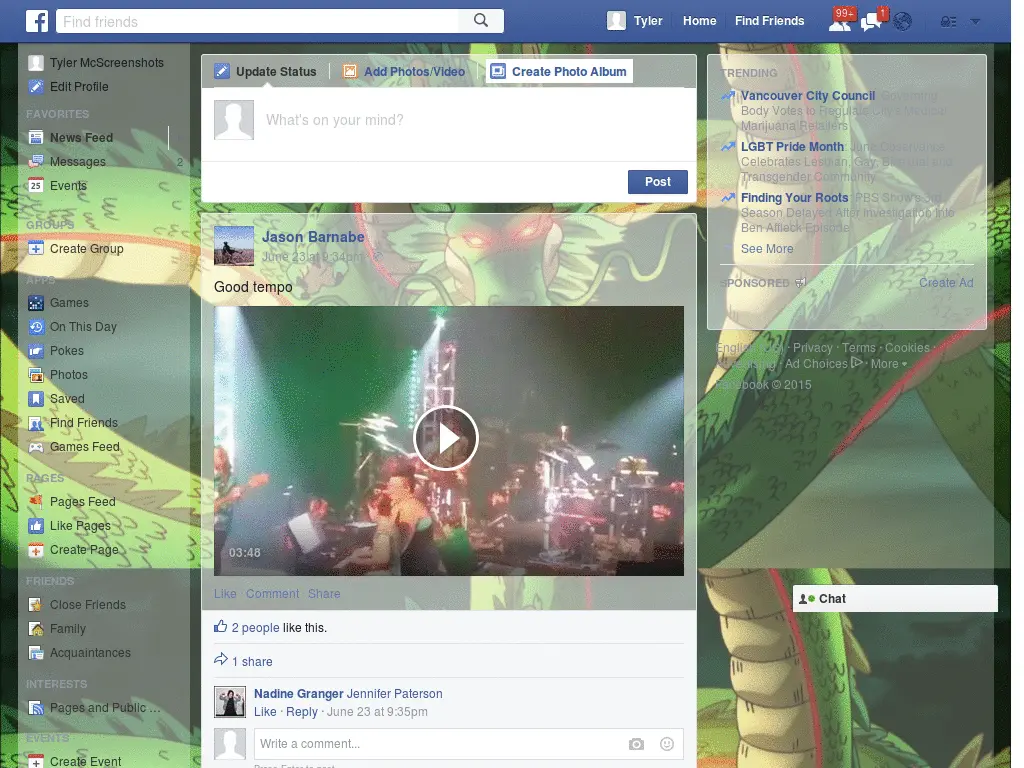 f
Find friends
Tyler
Home
Find Friends
99+
1
Tyler McScreenshots
Edit Profile
FAVORITES
News Feed
Messages 2
25 Events
GROUPS
Create Group
APPS
Games
On This Day
Pokes
Photos
Saved
Find Friends
Games Feed
PAGES
Pages Feed
Like Pages
Create Page
FRIENDS
Close Friends
Family
Acquaintances
INTERESTS
Pages and Public ...
EVENTS
Create Event
Update Status
Add Photos/Video
Create Photo Album
What's on your mind?
Post
Jason Barnabe
June 23 at 9:34pm
Good tempo
03:48
Like Comment Share
2 people like this.
1 share
Nadine Granger Jennifer Paterson
Like · Reply · June 23 at 9:35pm
Write a comment...
Press Enter to post.
TRENDING
Vancouver City Council: Governing
Body Votes to Regulate City's Medical
Marijuana Retailers
LGBT Pride Month: June Observance
Celebrates Lesbian, Gay, Bisexual and
Transgender Community
Finding Your Roots: PBS Show's 3rd
Season Delayed After Investigation Into
Ben Affleck Episode
See More
SPONSORED
Create Ad
English · Privacy · Terms · Cookies ·
Advertising · Ad Choices · More
Facebook © 2015
Chat